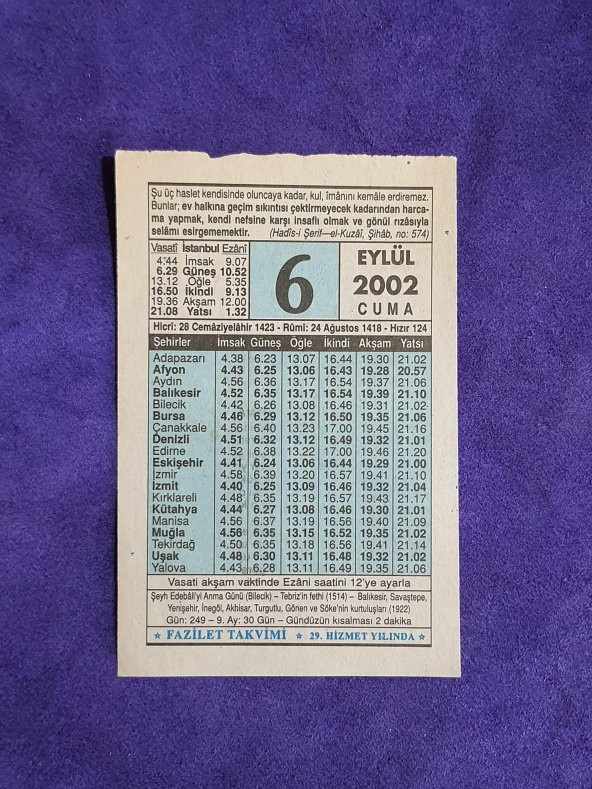 Şu üç haslet kendisinde oluncaya kadar, kul, îmânını kemâle erdiremez.
Bunlar; ev halkına geçim sıkıntısı çektirmeyecek kadarından harca-
ma yapmak, kendi nefsine karşı insaflı olmak ve gönül rızâsıyla
selâmı esirgememektir. (Hadîs-i Şerif—el-Kuzâî, Şihâb, no: 574)
Vasatî İstanbul Ezânî
4.44 İmsak 9.07
6.29 Güneş 10.52
13.12 Öğle 5.35
16.50 İkindi 9.13
19.36 Akşam 12.00
21.08 Yatsı 1.32
6
EYLÜL
2002
CUMA
Hicrî: 28 Cemâziyelâhir 1423 - Rûmî: 24 Ağustos 1418 - Hızır 124
Şehirler İmsak Güneş Öğle İkindi Akşam Yatsı
Adapazarı 4.38 6.23 13.07 16.44 19.30 21.02
Afyon 4.43 6.25 13.06 16.43 19.28 20.57
Aydın 4.56 6.36 13.17 16.54 19.37 21.06
Balıkesir 4.52 6.35 13.17 16.54 19.39 21.10
Bilecik 4.42 6.26 13.08 16.46 19.31 21.02
Bursa 4.46 6.29 13.12 16.50 19.35 21.06
Çanakkale 4.56 6.40 13.23 17.00 19.45 21.16
Denizli 4.51 6.32 13.12 16.49 19.32 21.01
Edirne 4.52 6.38 13.22 17.00 19.46 21.20
Eskişehir 4.41 6.24 13.06 16.44 19.29 21.00
İzmir 4.58 6.39 13.20 16.57 19.41 21.10
İzmit 4.40 6.25 13.09 16.46 19.32 21.04
Kırklareli 4.48 6.35 13.19 16.57 19.43 21.17
Kütahya 4.44 6.27 13.08 16.46 19.30 21.01
Manisa 4.56 6.37 13.19 16.56 19.40 21.09
Muğla 4.56 6.35 13.15 16.52 19.35 21.02
Tekirdağ 4.50 6.35 13.18 16.56 19.41 21.14
Uşak 4.48 6.30 13.11 16.48 19.32 21.02
Yalova 4.43 6.28 13.11 16.49 19.35 21.06
Vasati akşam vaktinde Ezâni saatini 12'ye ayarla
Şeyh Edebâli'yi Anma Günü (Bilecik) – Tebriz'in fethi (1514) – Balıkesir, Savaştepe,
Yenişehir, İnegöl, Akhisar, Turgutlu, Gönen ve Söke'nin kurtuluşları (1922)
Gün: 249 – 9. Ay: 30 Gün – Gündüzün kısalması 2 dakika
★ FAZİLET TAKVİMİ ★ 29. HİZMET YILINDA ★